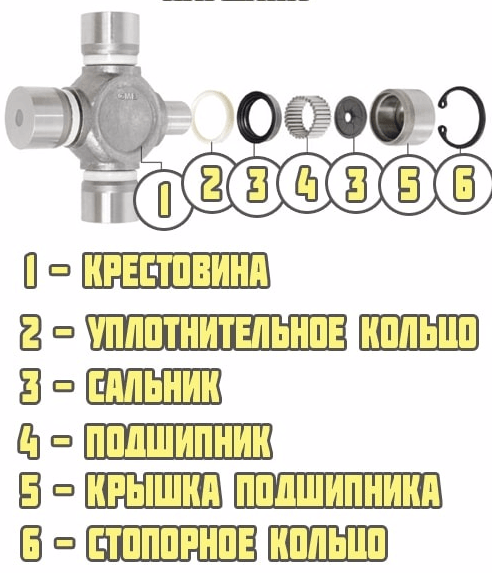 1 2 3 4 3 5 6
1 - КРЕСТОВИНА
2 - УПЛОТНИТЕЛЬНОЕ КОЛЬЦО
3 - САЛЬНИК
4 - ПОДШИПНИК
5 - КРЫШКА ПОДШИПНИКА
6 - СТОПОРНОЕ КОЛЬЦО